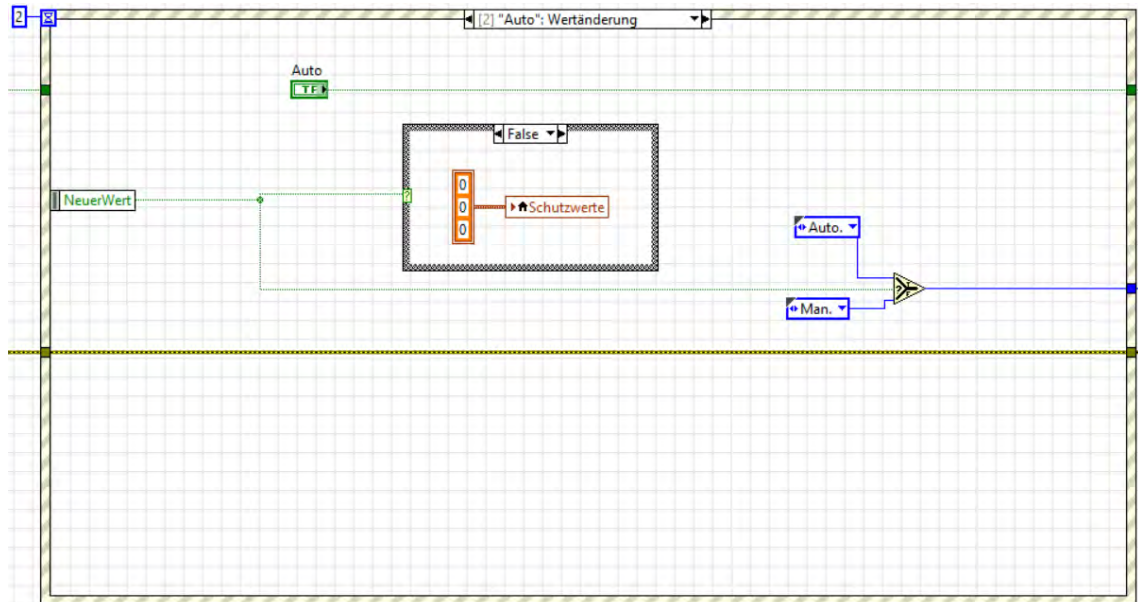 2
[2] "Auto": Wertänderung
Auto
TF
False
?
NeuerWert
0
0
0
Schutzwerte
Auto.
?
Man.